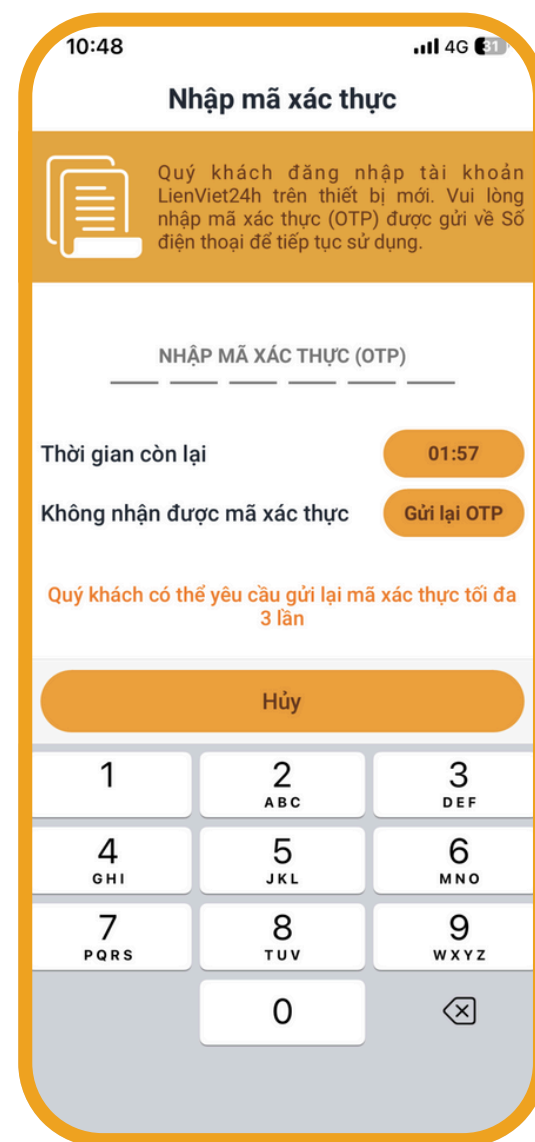 10:48
4G 31
Nhập mã xác thực
Quý khách đăng nhập tài khoản
LienViet24h trên thiết bị mới. Vui lòng
nhập mã xác thực (OTP) được gửi về Số
điện thoại để tiếp tục sử dụng.
NHẬP MÃ XÁC THỰC (OTP)
Thời gian còn lại
01:57
Không nhận được mã xác thực
Gửi lại OTP
Quý khách có thể yêu cầu gửi lại mã xác thực tối đa
3 lần
Hủy
1 2 3
ABC DEF
4 5 6
GHI JKL MNO
7 8 9
PQRS TUV WXYZ
0